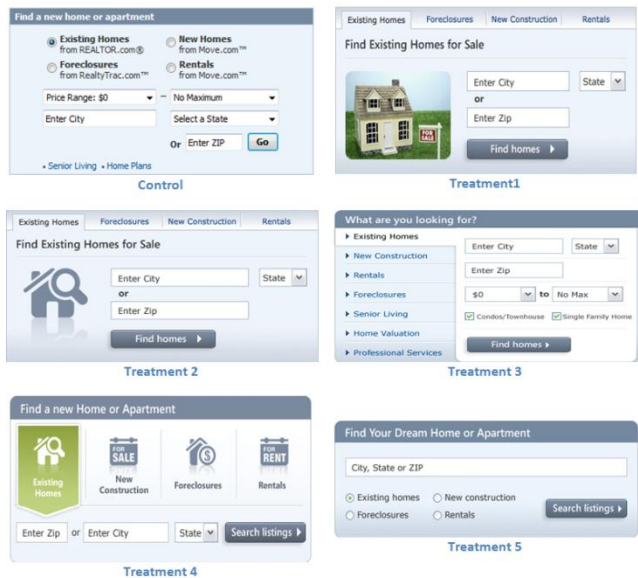 Find a new home or apartment
Existing Homes
from REALTOR.com®
New Homes
from Move.com™
Foreclosures
from RealtyTrac.com™
Rentals
from Move.com™
Price Range: $0 – No Maximum
Enter City Select a State
Or Enter ZIP Go
• Senior Living • Home Plans
Control
Existing Homes Foreclosures New Construction Rentals
Find Existing Homes for Sale
Enter City State
or
Enter Zip
FOR SALE
Find homes
Treatment1
Existing Homes Foreclosures New Construction Rentals
Find Existing Homes for Sale
Enter City State
or
Enter Zip
Find homes
Treatment 2
What are you looking for?
Existing Homes
New Construction
Rentals
Foreclosures
Senior Living
Home Valuation
Professional Services
Enter City State
Enter Zip
$0 to No Max
Condos/Townhouse Single Family Home
Find homes
Treatment 3
Find a new Home or Apartment
Existing
Homes
FOR
SALE
New
Construction
$
Foreclosures
FOR
RENT
Rentals
Enter Zip or Enter City State Search listings
Treatment 4
Find Your Dream Home or Apartment
City, State or ZIP
Existing homes New construction
Foreclosures Rentals
Search listings
Treatment 5